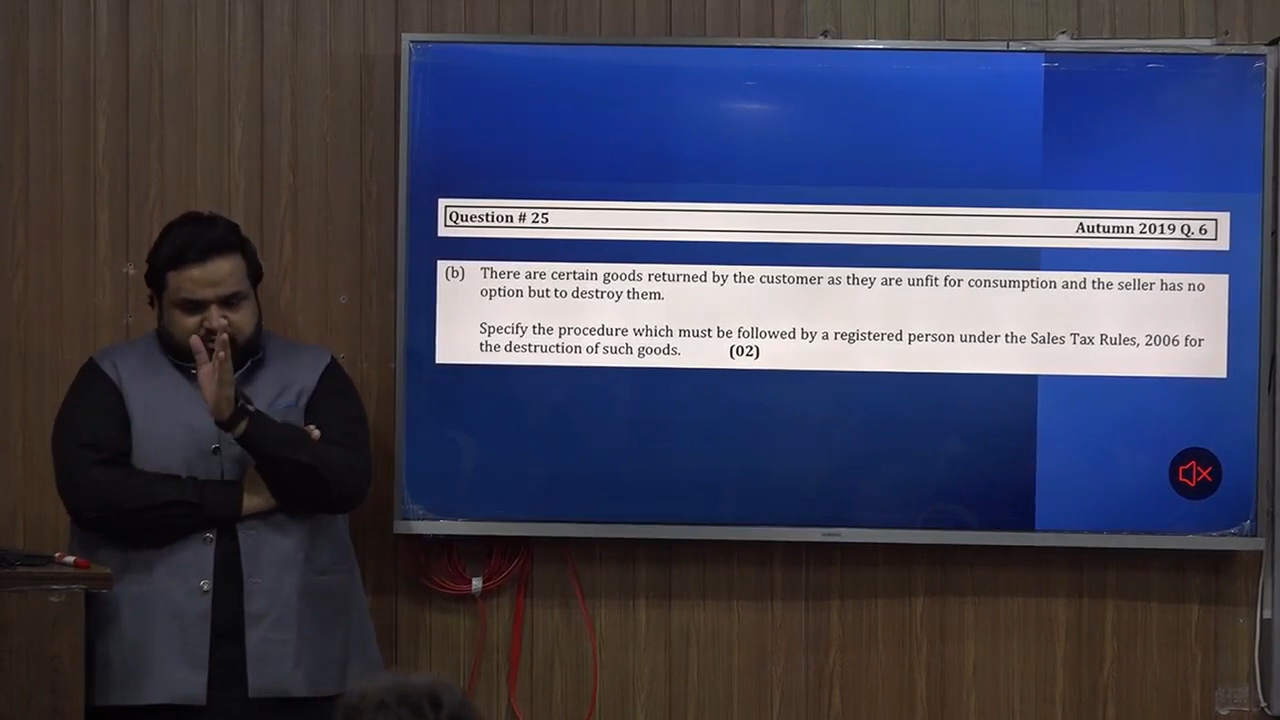 Question # 25
Autumn 2019 Q. 6
(b) There are certain goods returned by the customer as they are unfit for consumption and the seller has no
option but to destroy them.
Specify the procedure which must be followed by a registered person under the Sales Tax Rules, 2006 for
the destruction of such goods. (02)